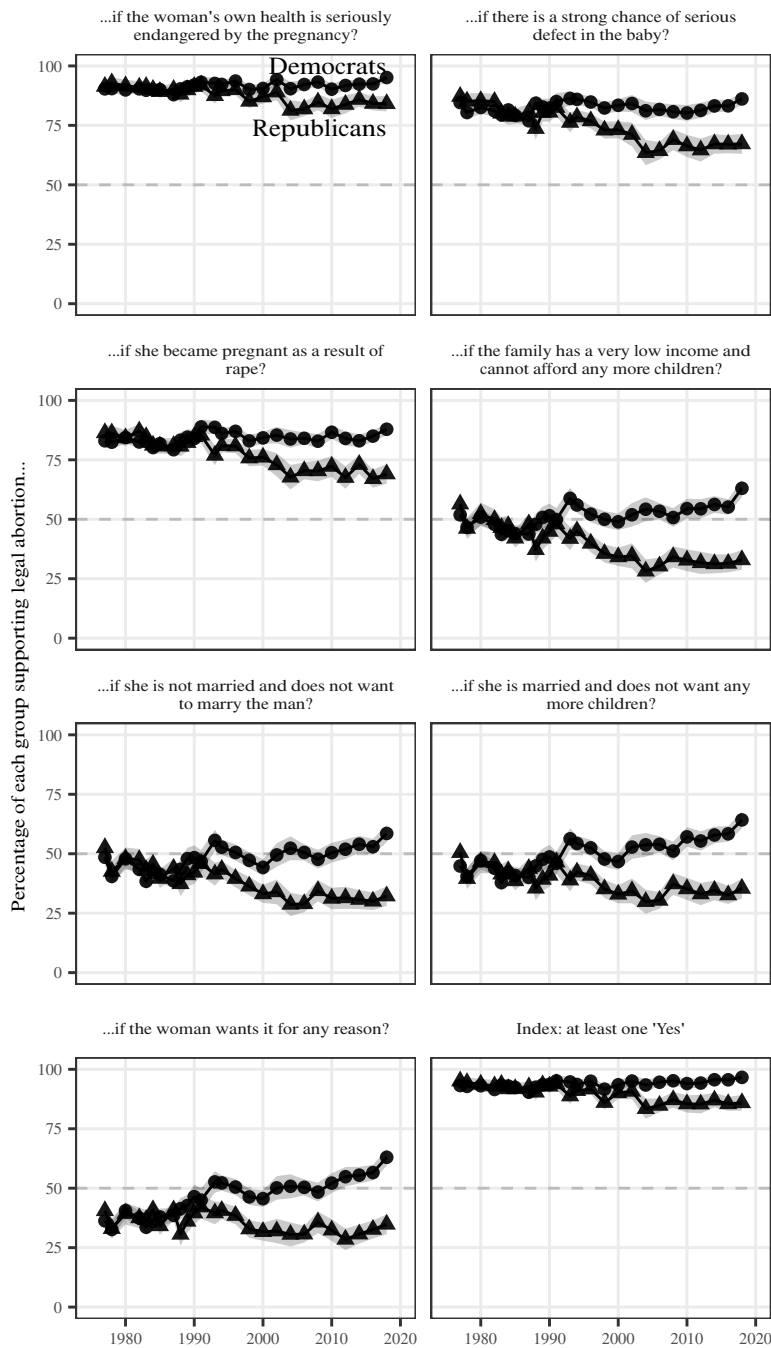 ...if the woman's own health is seriously
endangered by the pregnancy?
...if there is a strong chance of serious
defect in the baby?
100
75
50
25
0
Democrats
Republicans
...if she became pregnant as a result of
rape?
...if the family has a very low income and
cannot afford any more children?
100
75
50
25
0
Percentage of each group supporting legal abortion...
...if she is not married and does not want
to marry the man?
...if she is married and does not want any
more children?
100
75
50
25
0
...if the woman wants it for any reason?
Index: at least one 'Yes'
100
75
50
25
0
1980 1990 2000 2010 2020
1980 1990 2000 2010 2020